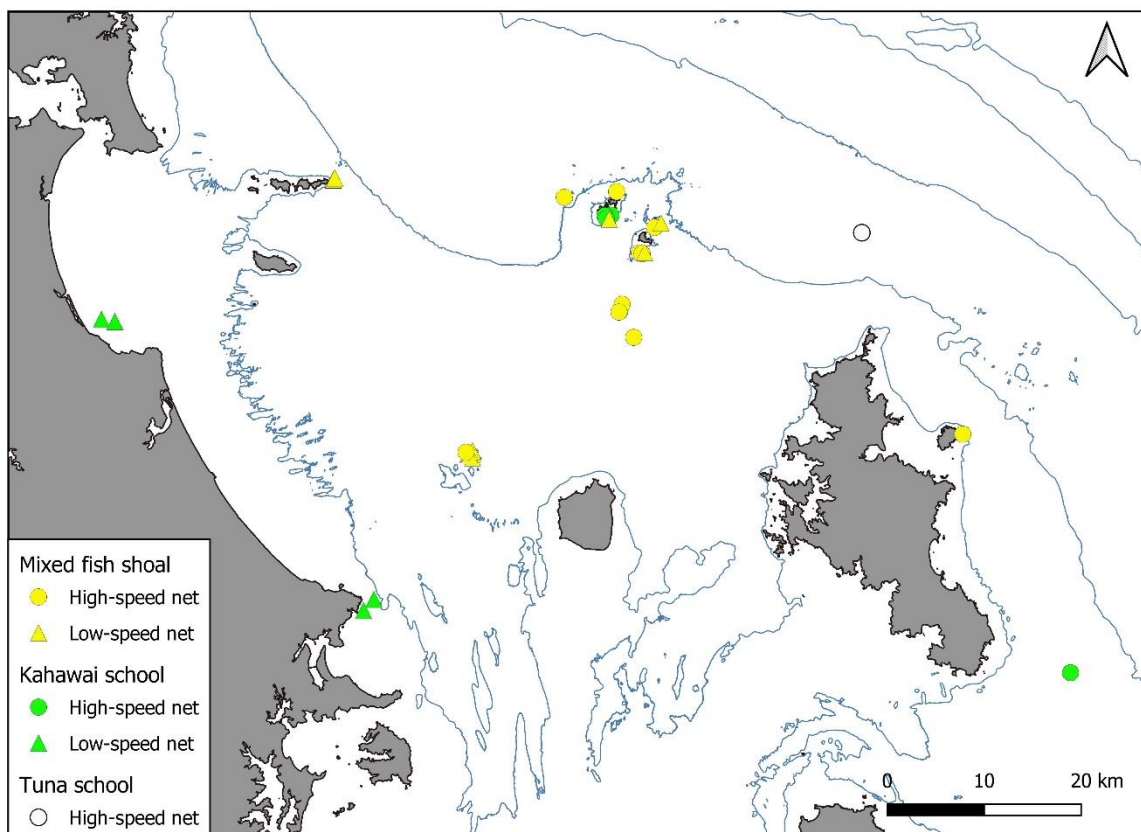 Mixed fish shoal
High-speed net
Low-speed net
Kahawai school
High-speed net
Low-speed net
Tuna school
High-speed net
0 10 20 km